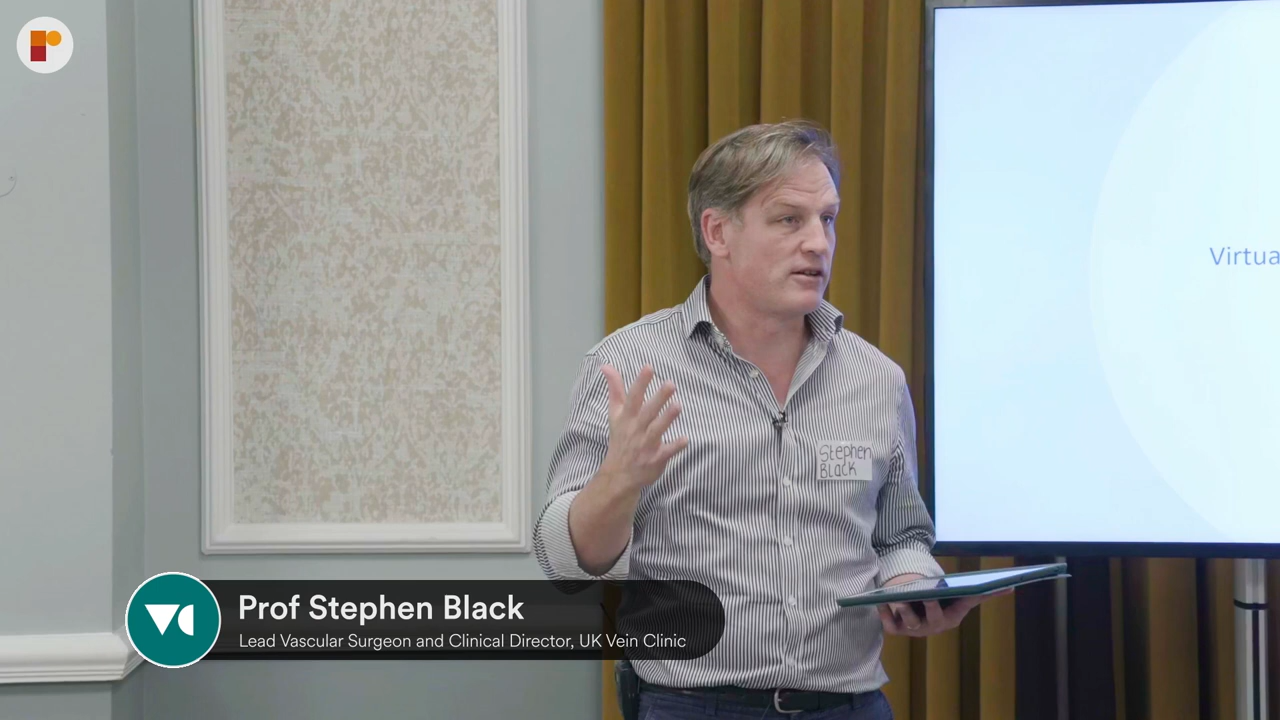 Virtua
Stephen
Black
Prof Stephen Black
Lead Vascular Surgeon and Clinical Director, UK Vein Clinic